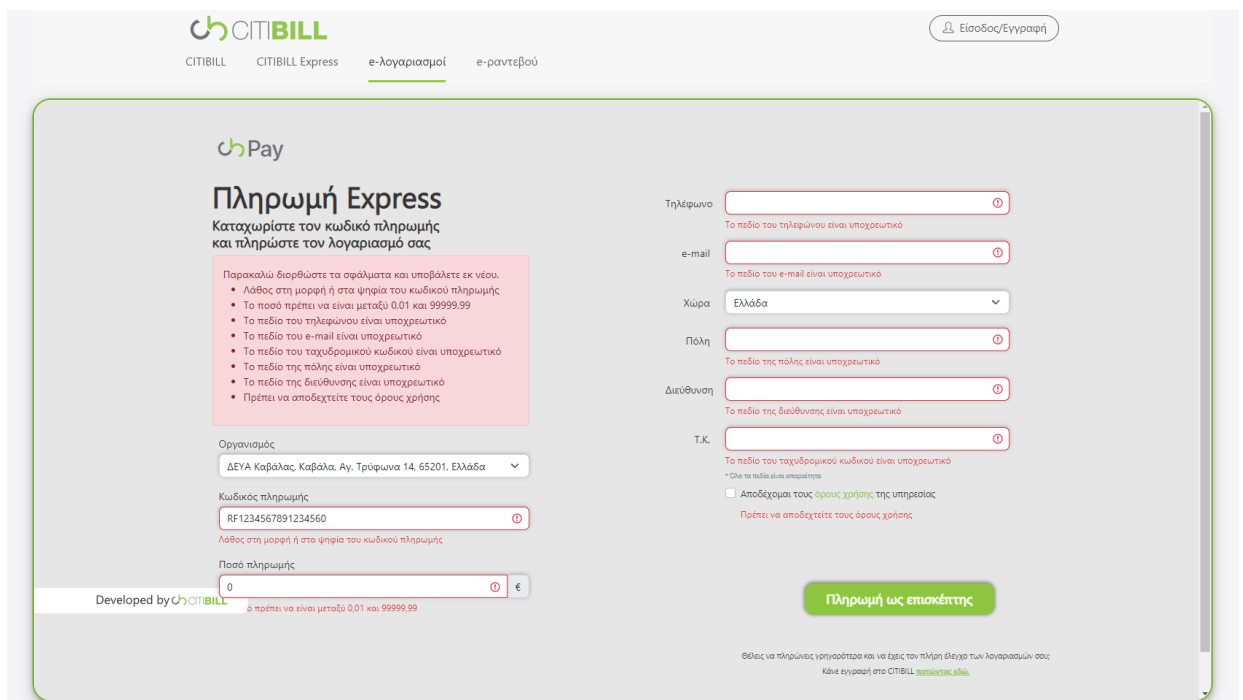 CITIBILL
Είσοδος/Εγγραφή
CITIBILL CITIBILL Express e-λογαριασμοί e-ραντεβού
Pay
Πληρωμή Express
Καταχωρίστε τον κωδικό πληρωμής
και πληρώστε τον λογαριασμό σας
Παρακαλώ διορθώστε τα σφάλματα και υποβάλετε εκ νέου.
Λάθος στη μορφή ή στα ψηφία του κωδικού πληρωμής
Το ποσό πρέπει να είναι μεταξύ 0,01 και 99999,99
Το πεδίο του τηλεφώνου είναι υποχρεωτικό
Το πεδίο του e-mail είναι υποχρεωτικό
Το πεδίο του ταχυδρομικού κωδικού είναι υποχρεωτικό
Το πεδίο της πόλης είναι υποχρεωτικό
Το πεδίο της διεύθυνσης είναι υποχρεωτικό
Πρέπει να αποδεχτείτε τους όρους χρήσης
Οργανισμός
ΔΕΥΑ Καβάλας, Καβάλα, Αγ. Τρύφωνα 14, 65201, Ελλάδα
Κωδικός πληρωμής
RF1234567891234560
Λάθος στη μορφή ή στα ψηφία του κωδικού πληρωμής
Ποσό πληρωμής
0 €
ό πρέπει να είναι μεταξύ 0,01 και 99999,99
Developed by CITIBILL
Τηλέφωνο
Το πεδίο του τηλεφώνου είναι υποχρεωτικό
e-mail
Το πεδίο του e-mail είναι υποχρεωτικό
Χώρα Ελλάδα
Πόλη
Το πεδίο της πόλης είναι υποχρεωτικό
Διεύθυνση
Το πεδίο της διεύθυνσης είναι υποχρεωτικό
Τ.Κ.
Το πεδίο του ταχυδρομικού κωδικού είναι υποχρεωτικό
* Όλα τα πεδία είναι απαραίτητα
Αποδέχομαι τους όρους χρήσης της υπηρεσίας
Πρέπει να αποδεχτείτε τους όρους χρήσης
Πληρωμή ως επισκέπτης
Θέλεις να πληρώνεις γρηγορότερα και να έχεις τον πλήρη έλεγχο των λογαριασμών σου;
Κάνε εγγραφή στο CITIBILL πατώντας εδώ.